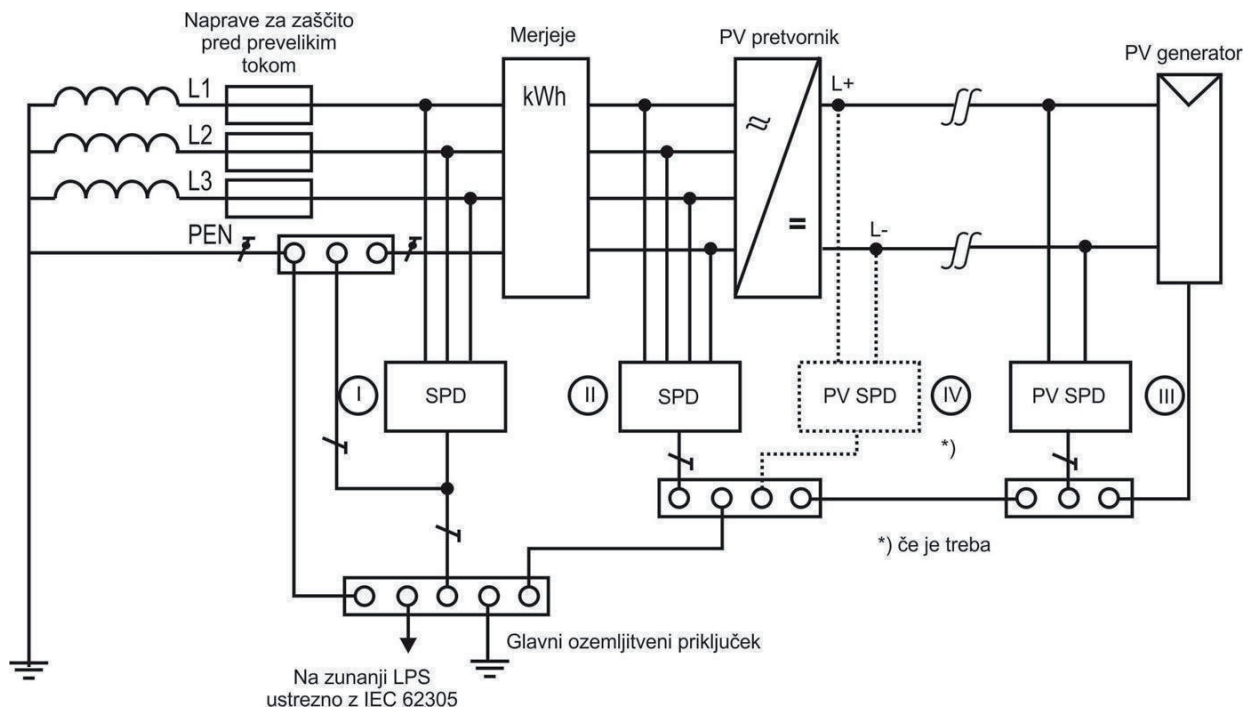 Naprave za zaščito
pred prevelikim
tokom
Merjeje
PV pretvornik
PV generator
L1
L2
L3
PEN
kWh
L+
L-
I
SPD
II
SPD
PV SPD
IV
*)
PV SPD
III
*) če je treba
Glavni ozemljitveni priključek
Na zunanji LPS
ustrezno z IEC 62305